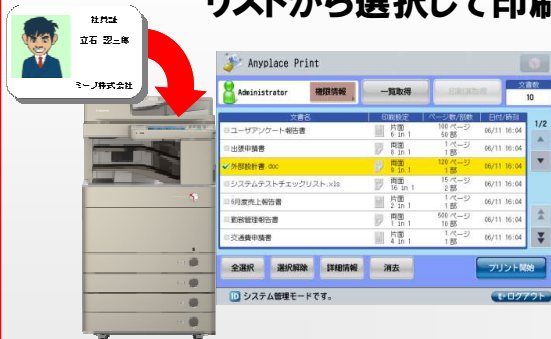 リストから選択して印刷
社員証
立石 認三郎
ミーノ株式会社
Anyplace Print
Administrator
権限情報
一覧取得
文書数
10
文書名 印刷設定 ページ数/部数 日付/時刻
ユーザアンケート報告書 片面 6 in 1 100 ページ 50 部 06/11 16:04
出張申請書 両面 8 in 1 1 ページ 1 部 06/11 16:04
外部設計書.doc 両面 9 in 1 120 ページ 1 部 06/11 16:04
システムテストチェックリスト.xls 両面 16 in 1 15 ページ 2 部 06/11 16:04
6月度売上報告書 片面 2 in 1 1 ページ 1 部 06/11 16:04
勤務管理報告書 両面 1 in 1 500 ページ 10 部 06/11 16:04
交通費申請書 片面 4 in 1 1 ページ 1 部 06/11 16:04
1/2
全選択 選択解除 詳細情報 消去 プリント開始
ID システム管理モードです。 ログアウト